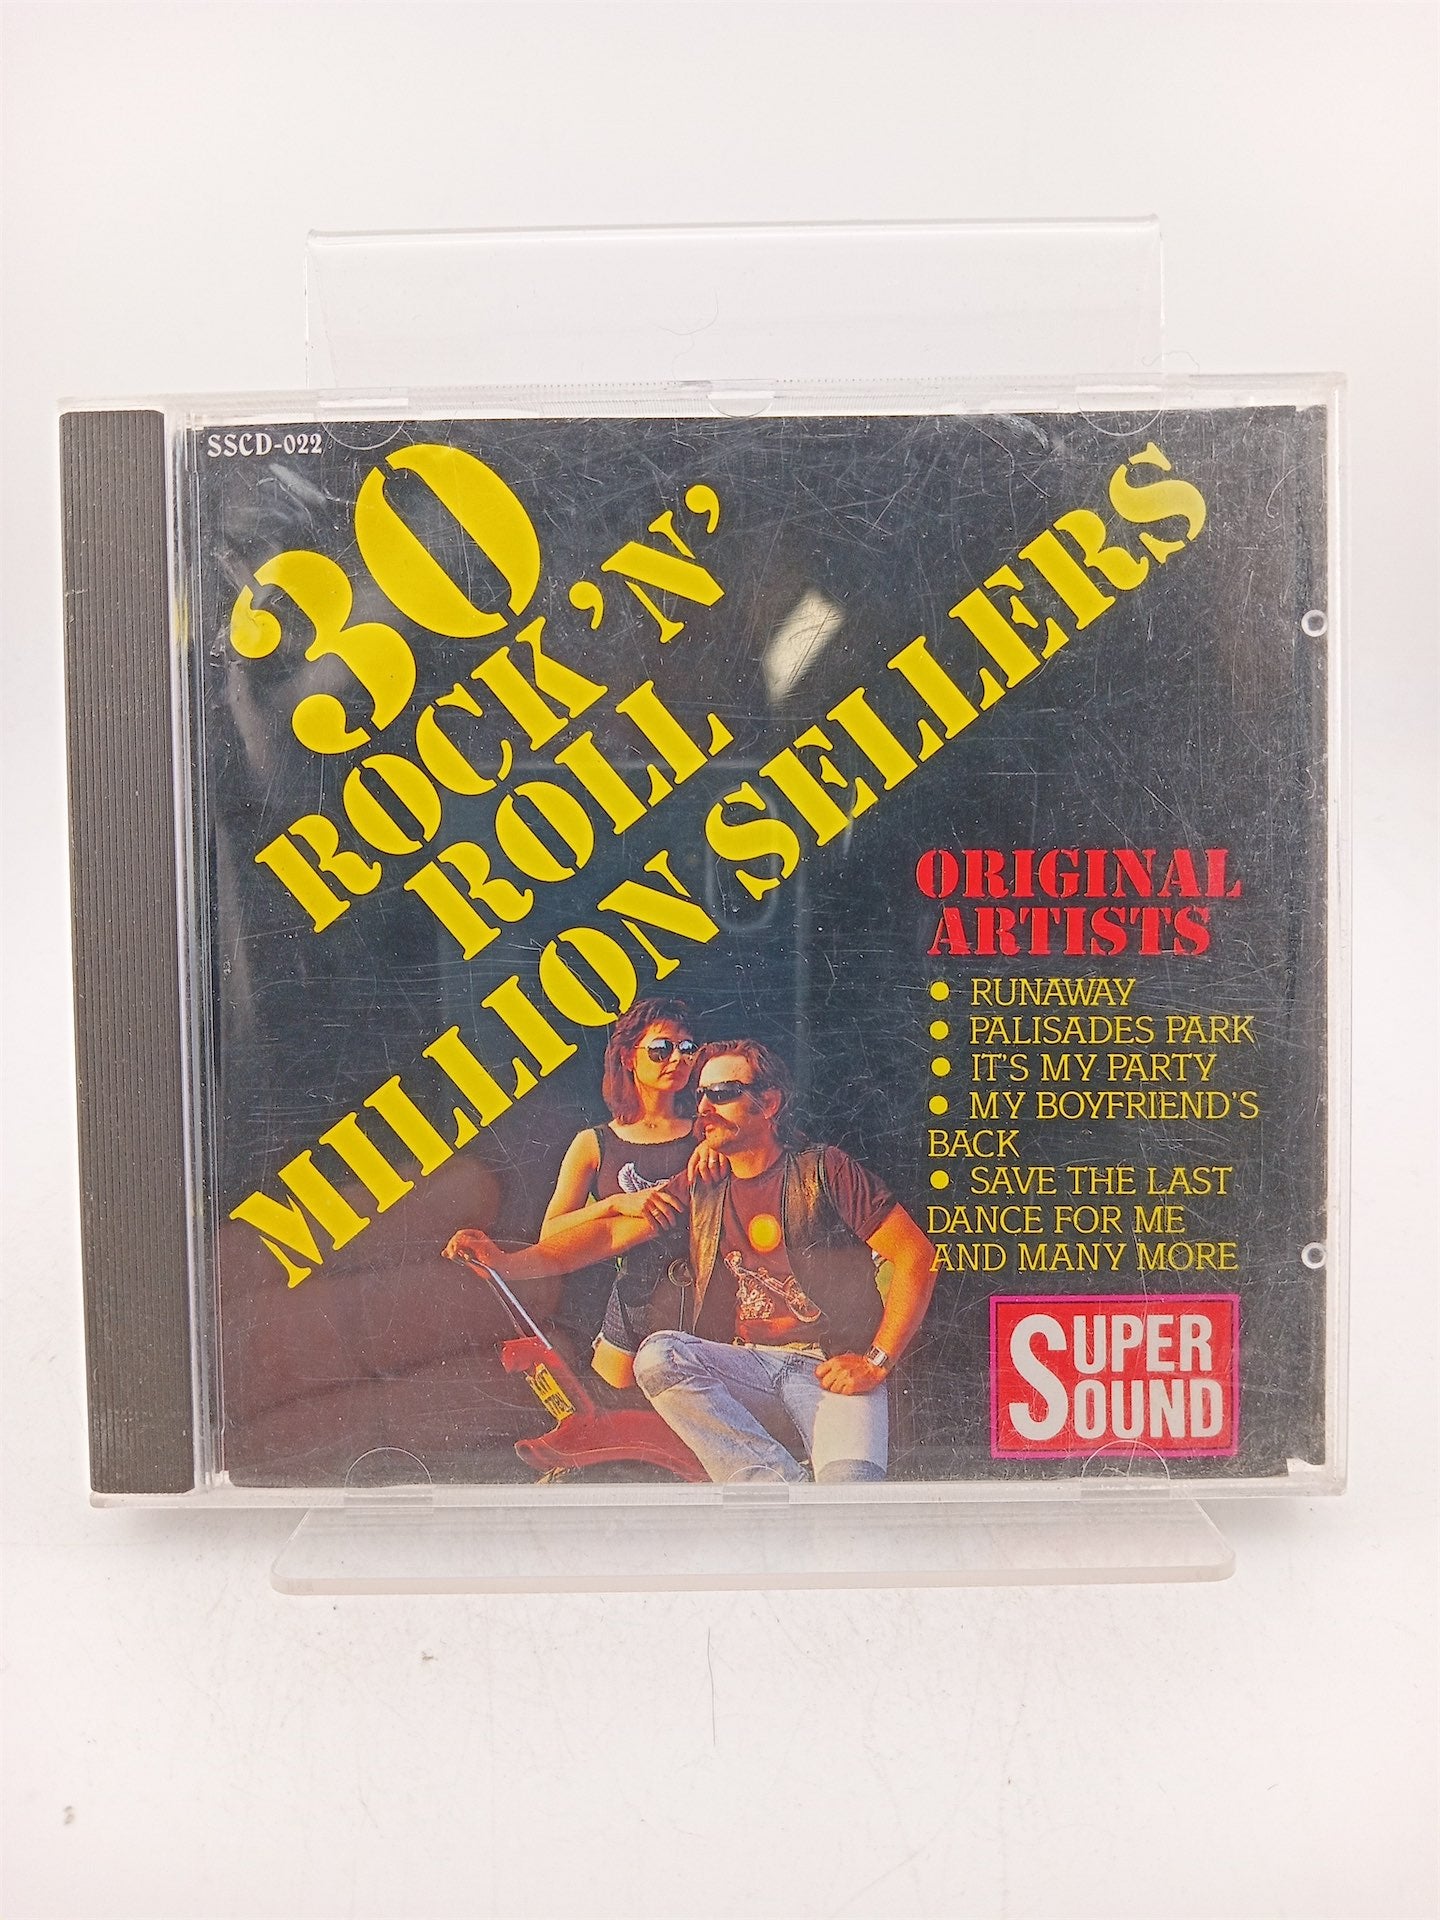 SSCD-022
30
ROCK 'N'
ROLL
MILLION SELLERS
ORIGINAL
ARTISTS
• RUNAWAY
• PALISADES PARK
• IT'S MY PARTY
• MY BOYFRIEND'S
BACK
• SAVE THE LAST
DANCE FOR ME
AND MANY MORE
SUPER
SOUND